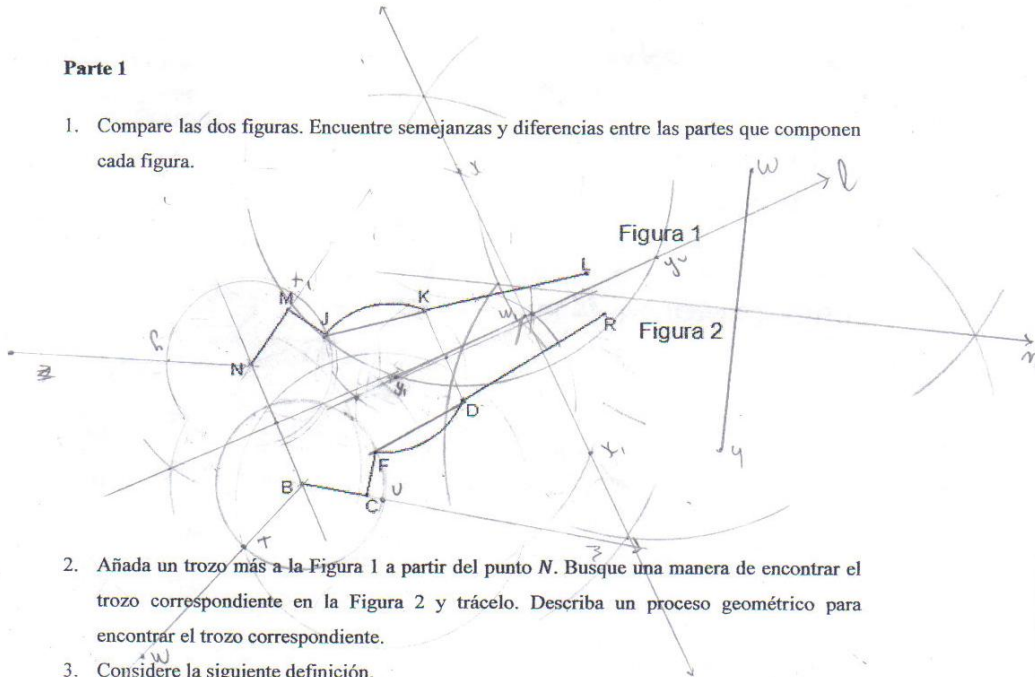 Parte 1
1. Compare las dos figuras. Encuentre semejanzas y diferencias entre las partes que componen
cada figura.
x
w
l
Figura 1
y
L
M
J
K
w
R
Figura 2
N
y₁
D
x₁
F
B
C
U
y
T
2. Añada un trozo más a la Figura 1 a partir del punto N. Busque una manera de encontrar el
trozo correspondiente en la Figura 2 y trácelo. Describa un proceso geométrico para
encontrar el trozo correspondiente.
W
3. Considere la siguiente definición.